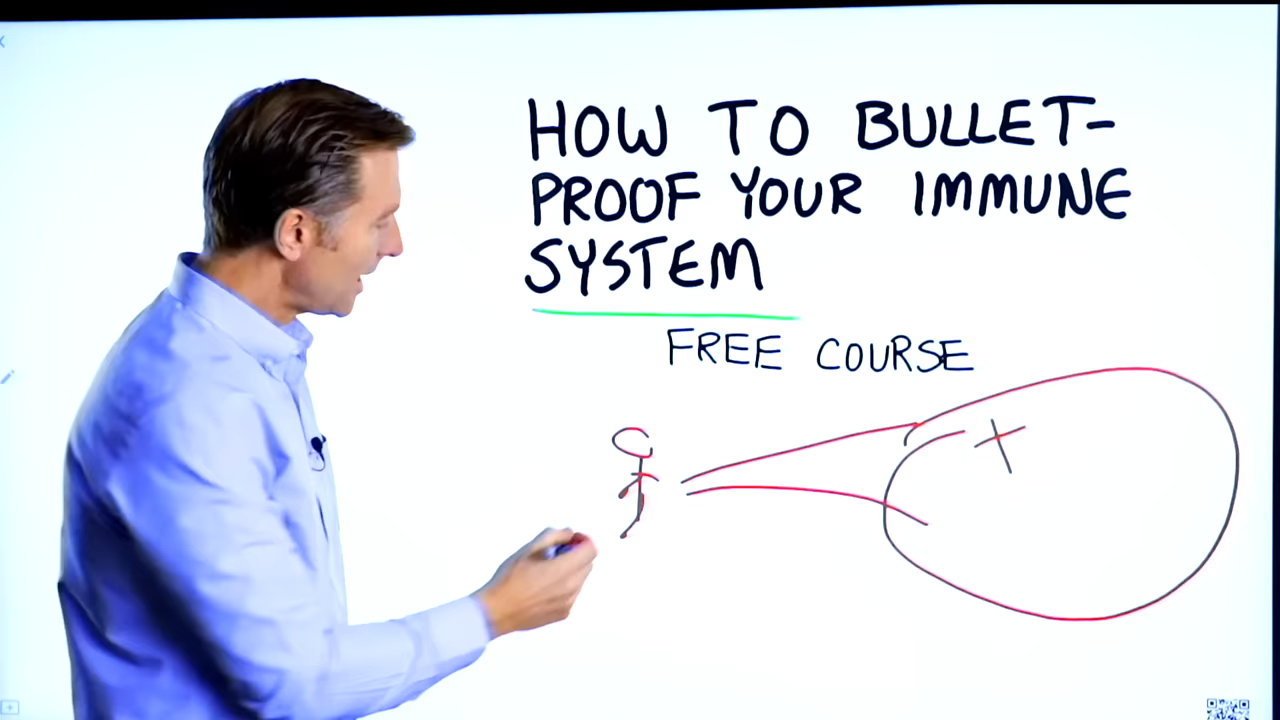 HOW TO BULLET-
PROOF YOUR IMMUNE
SYSTEM
FREE COURSE
X